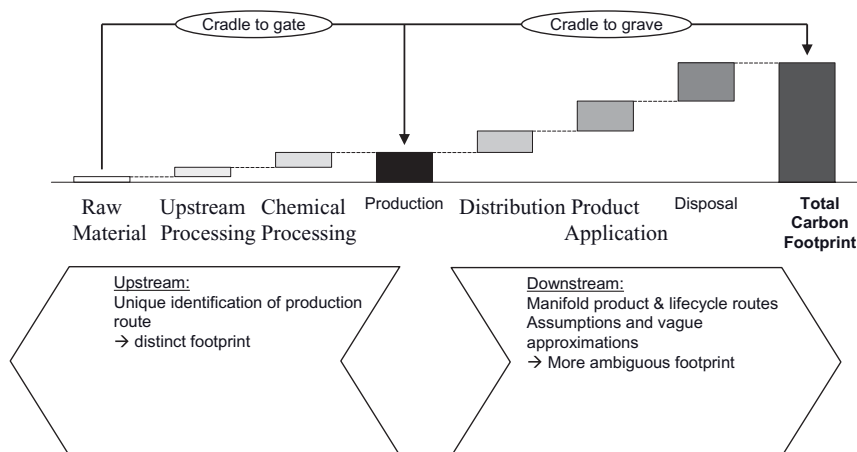 Cradle to gate
Cradle to grave
Raw Material
Upstream Processing
Chemical Processing
Production
Distribution
Product Application
Disposal
Total Carbon Footprint
Upstream:
Unique identification of production
route
→ distinct footprint
Downstream:
Manifold product & lifecycle routes
Assumptions and vague
approximations
→ More ambiguous footprint